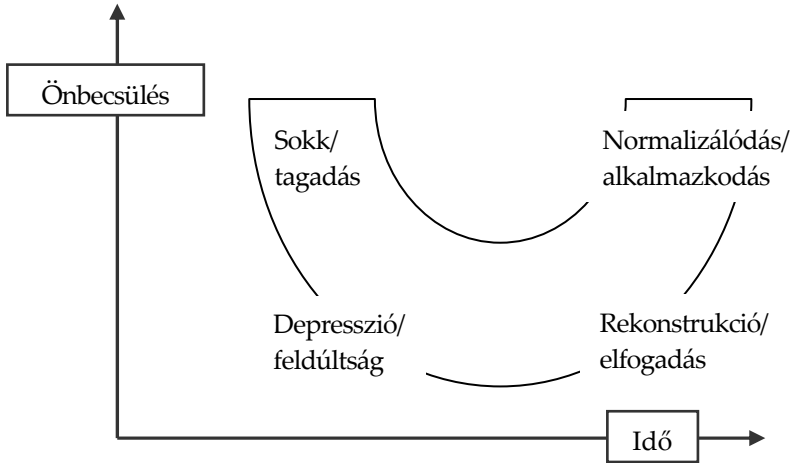 Önbecsülés
Sokk/
tagadás
Normalizálódás/
alkalmazkodás
Depresszió/
feldúltság
Rekonstrukció/
elfogadás
Idő